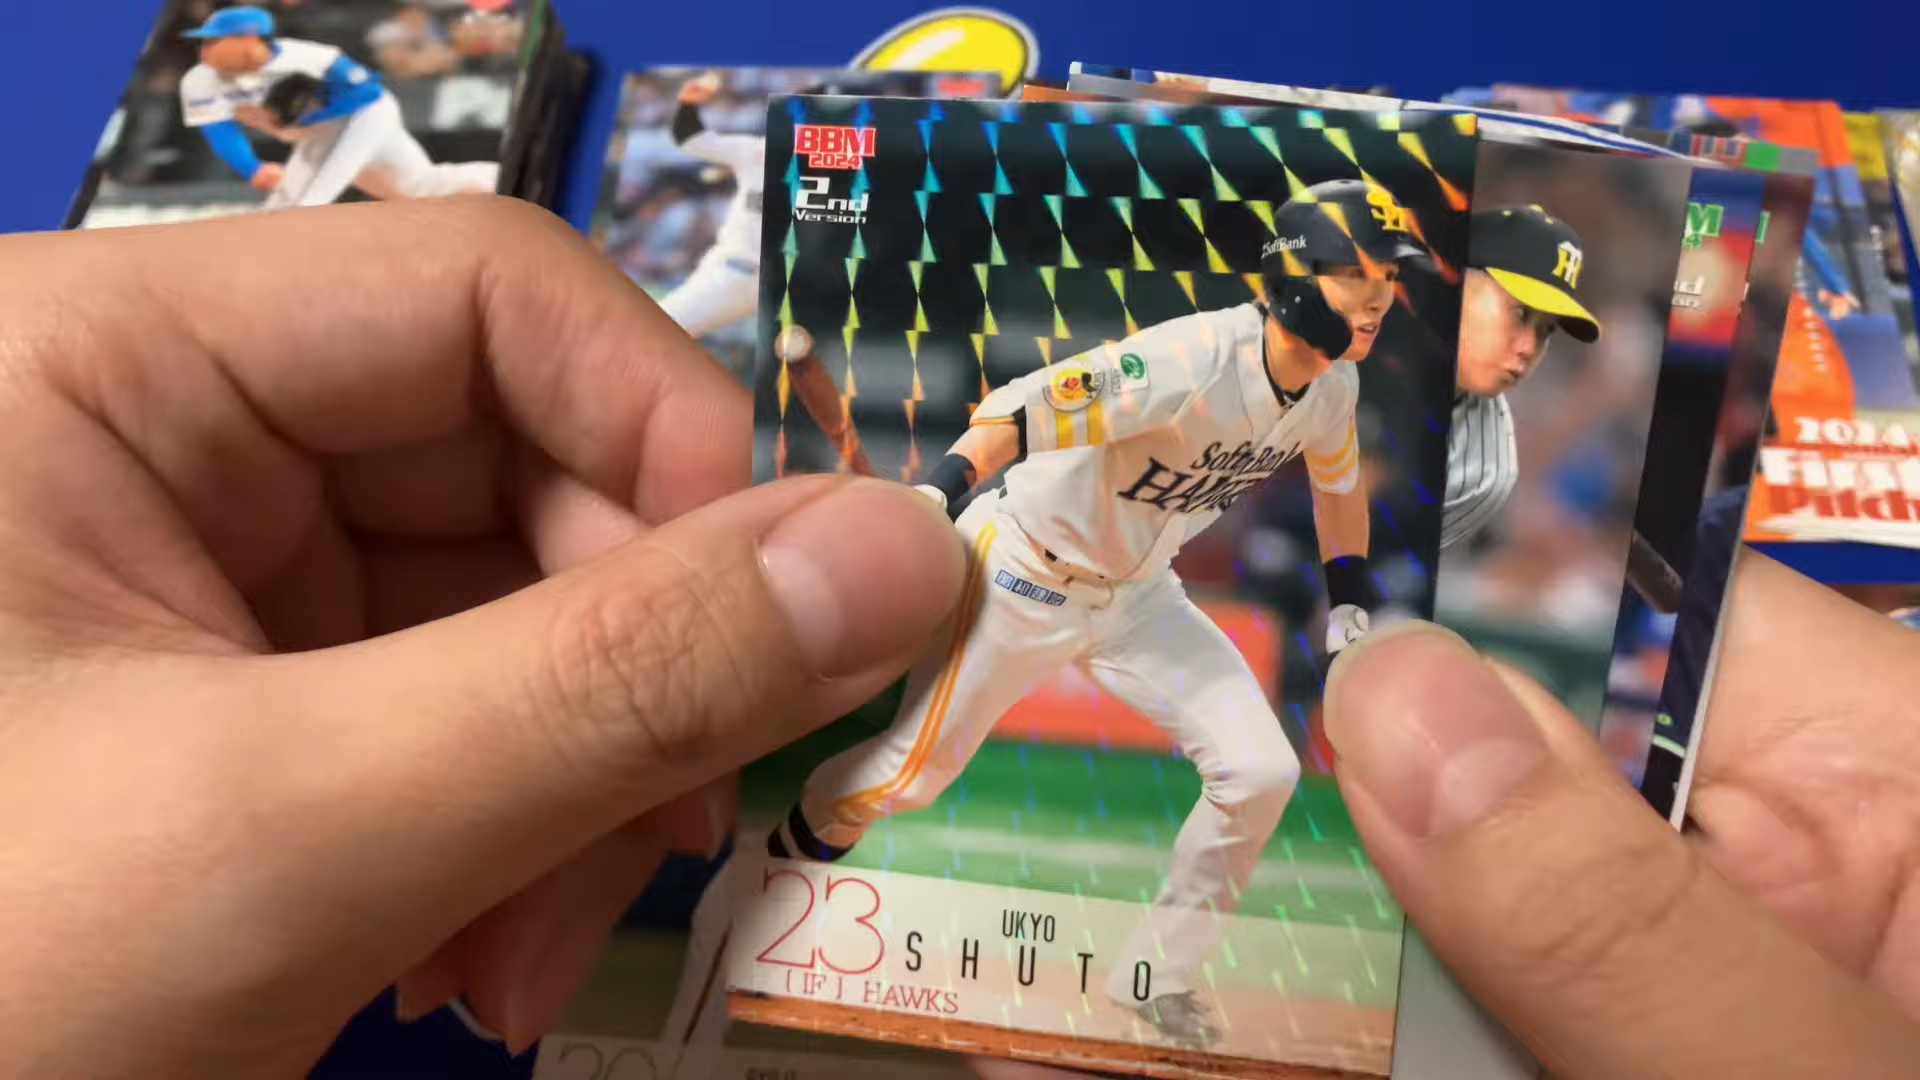 BBM
2024
2nd
Version
SoftBank
SoftBank
HAWKS
23
UKYO
SHUTO
[IF] HAWKS
M
2024
First
Pitch